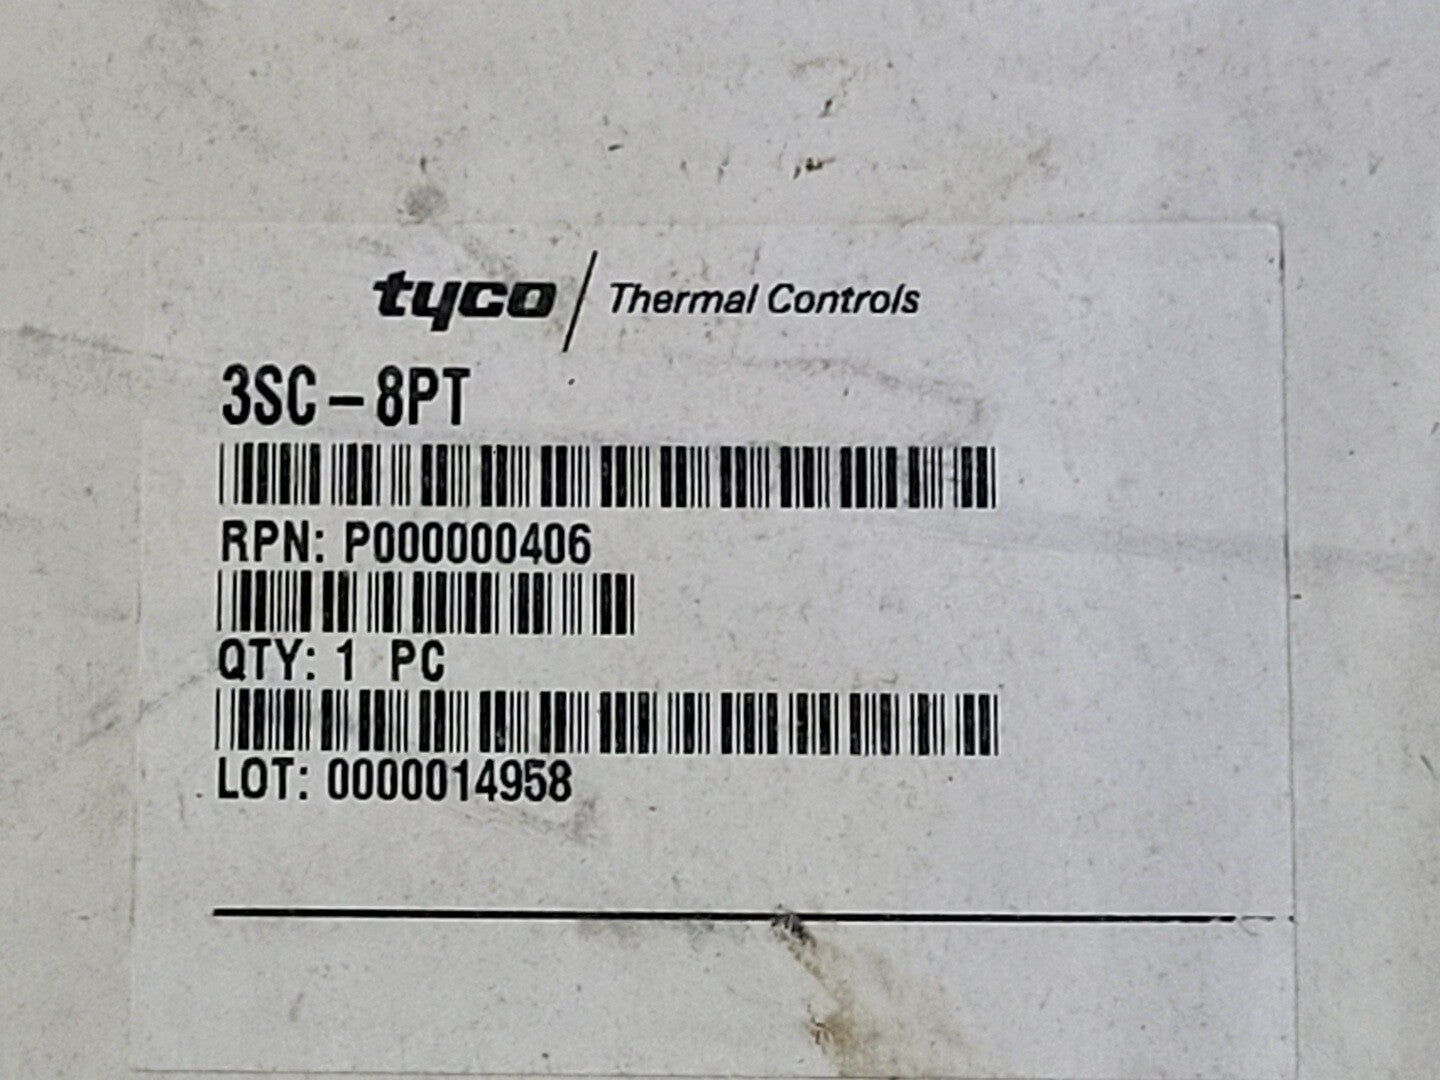 tyco / Thermal Controls
3SC-8PT
RPN: P000000406
QTY: 1 PC
LOT: 0000014958